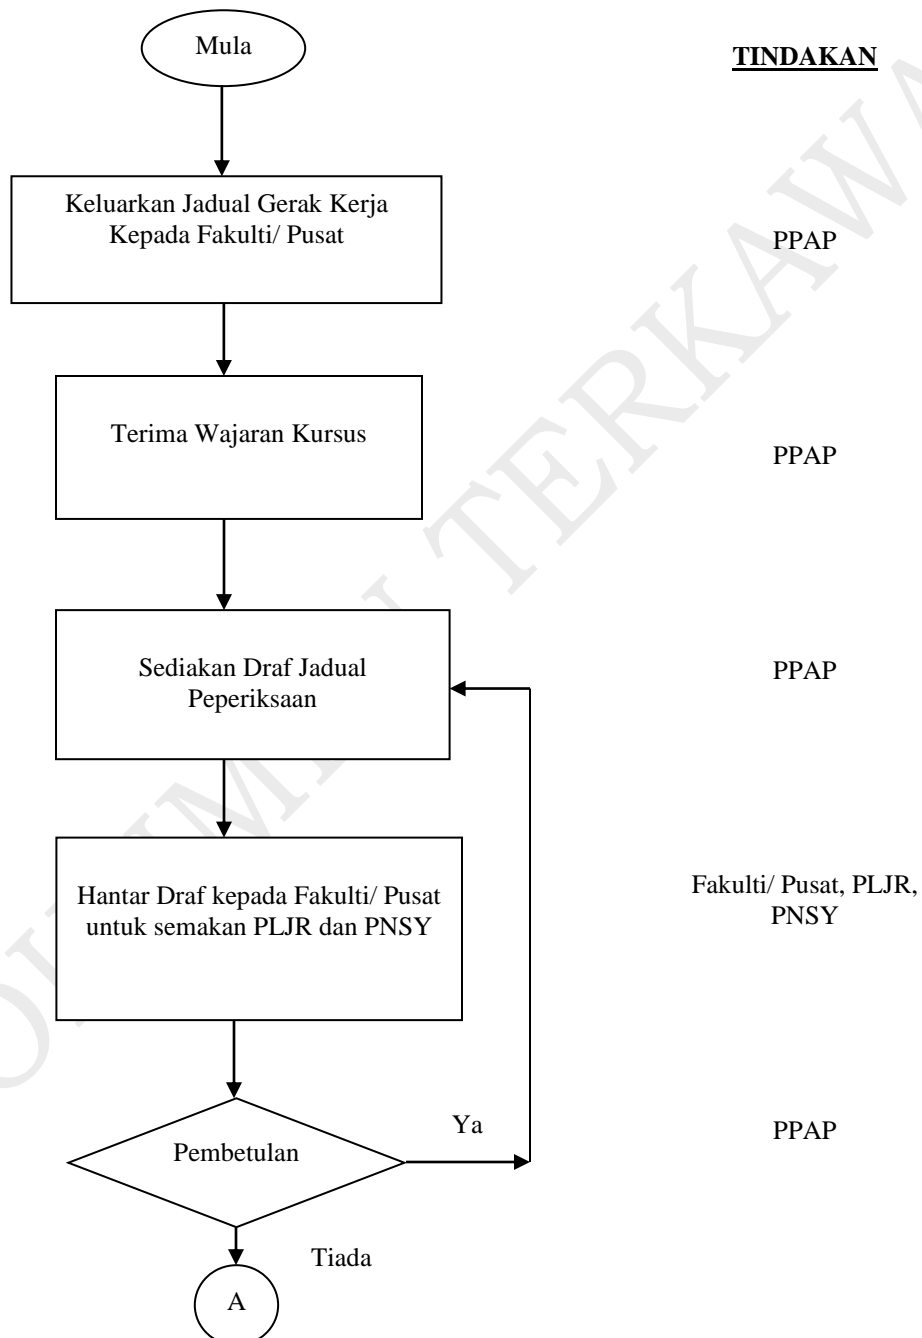 Mula
TINDAKAN
Keluarkan Jadual Gerak Kerja
Kepada Fakulti/ Pusat
PPAP
Terima Wajaran Kursus
PPAP
Sediakan Draf Jadual
Peperiksaan
PPAP
Hantar Draf kepada Fakulti/ Pusat
untuk semakan PLJR dan PNSY
Fakulti/ Pusat, PLJR,
PNSY
Pembetulan
Ya
PPAP
Tiada
A